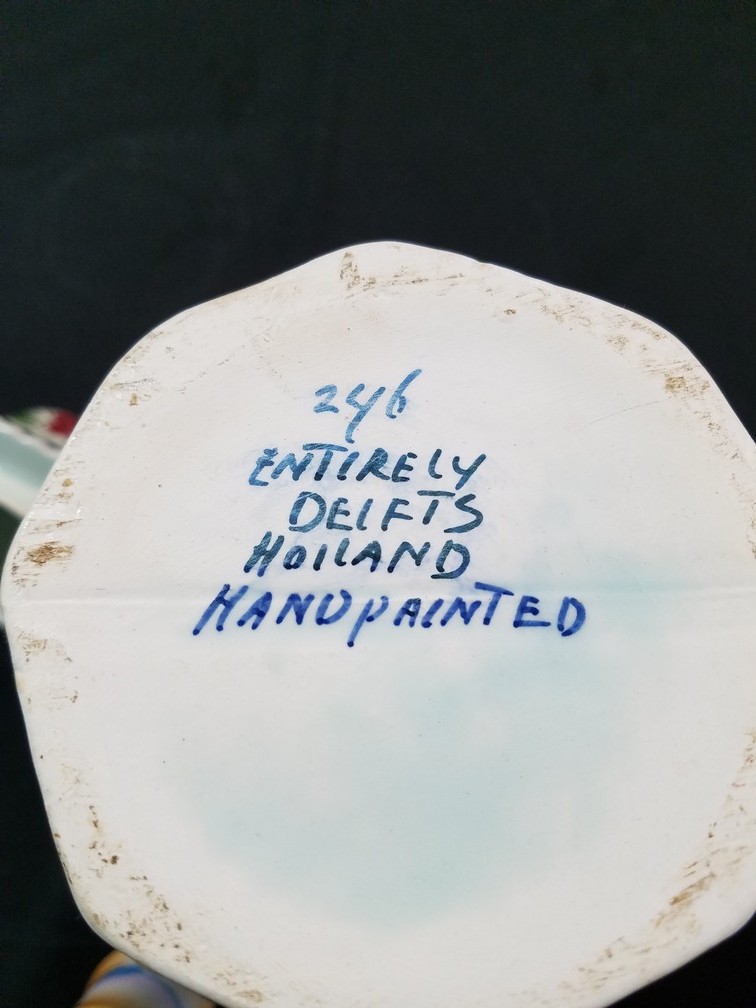 246
ENTIRELY
DELFTS
HOLLAND
HANDPAINTED